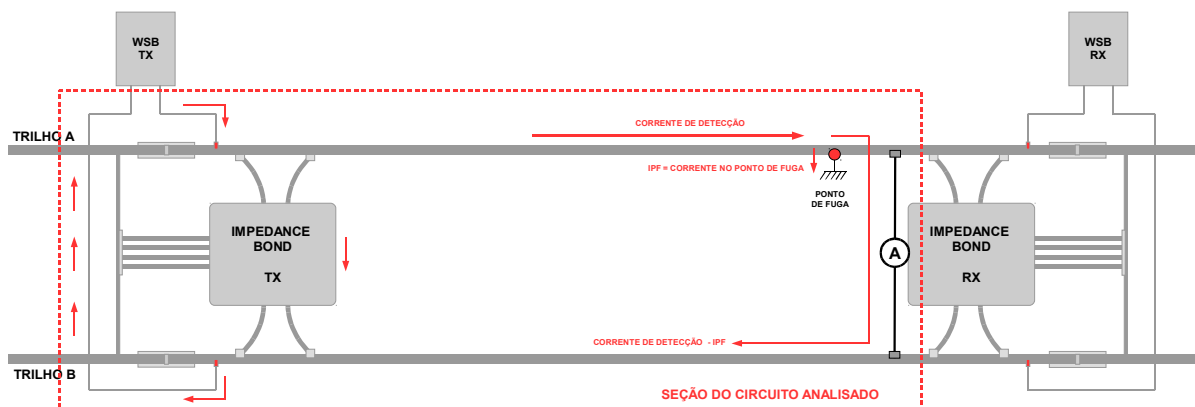 WSB
TX
WSB
RX
TRILHO A
CORRENTE DE DETECÇÃO
IPF = CORRENTE NO PONTO DE FUGA
PONTO
DE FUGA
IMPEDANCE
BOND
TX
A
IMPEDANCE
BOND
RX
CORRENTE DE DETECÇÃO - IPF
TRILHO B
SEÇÃO DO CIRCUITO ANALISADO